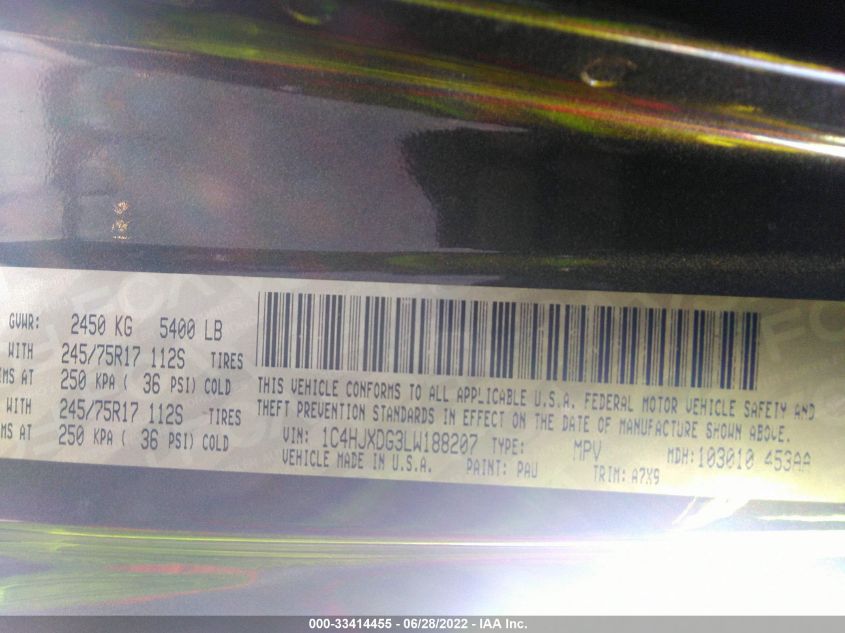 GVWR: 2450 KG 5400 LB
WITH 245/75R17 112S TIRES
MS AT 250 KPA ( 36 PSI) COLD
WITH 245/75R17 112S TIRES
MS AT 250 KPA ( 36 PSI) COLD
THIS VEHICLE CONFORMS TO ALL APPLICABLE U.S.A. FEDERAL MOTOR VEHICLE SAFETY AND
THEFT PREVENTION STANDARDS IN EFFECT ON THE DATE OF MANUFACTURE SHOWN ABOVE.
VIN: 1C4HJXDG3LW188207 TYPE: MPV MDH:103010 453AA
VEHICLE MADE IN U.S.A. PAINT: PAU TRIM: A7X9
000-33414455 - 06/28/2022 - IAA Inc.